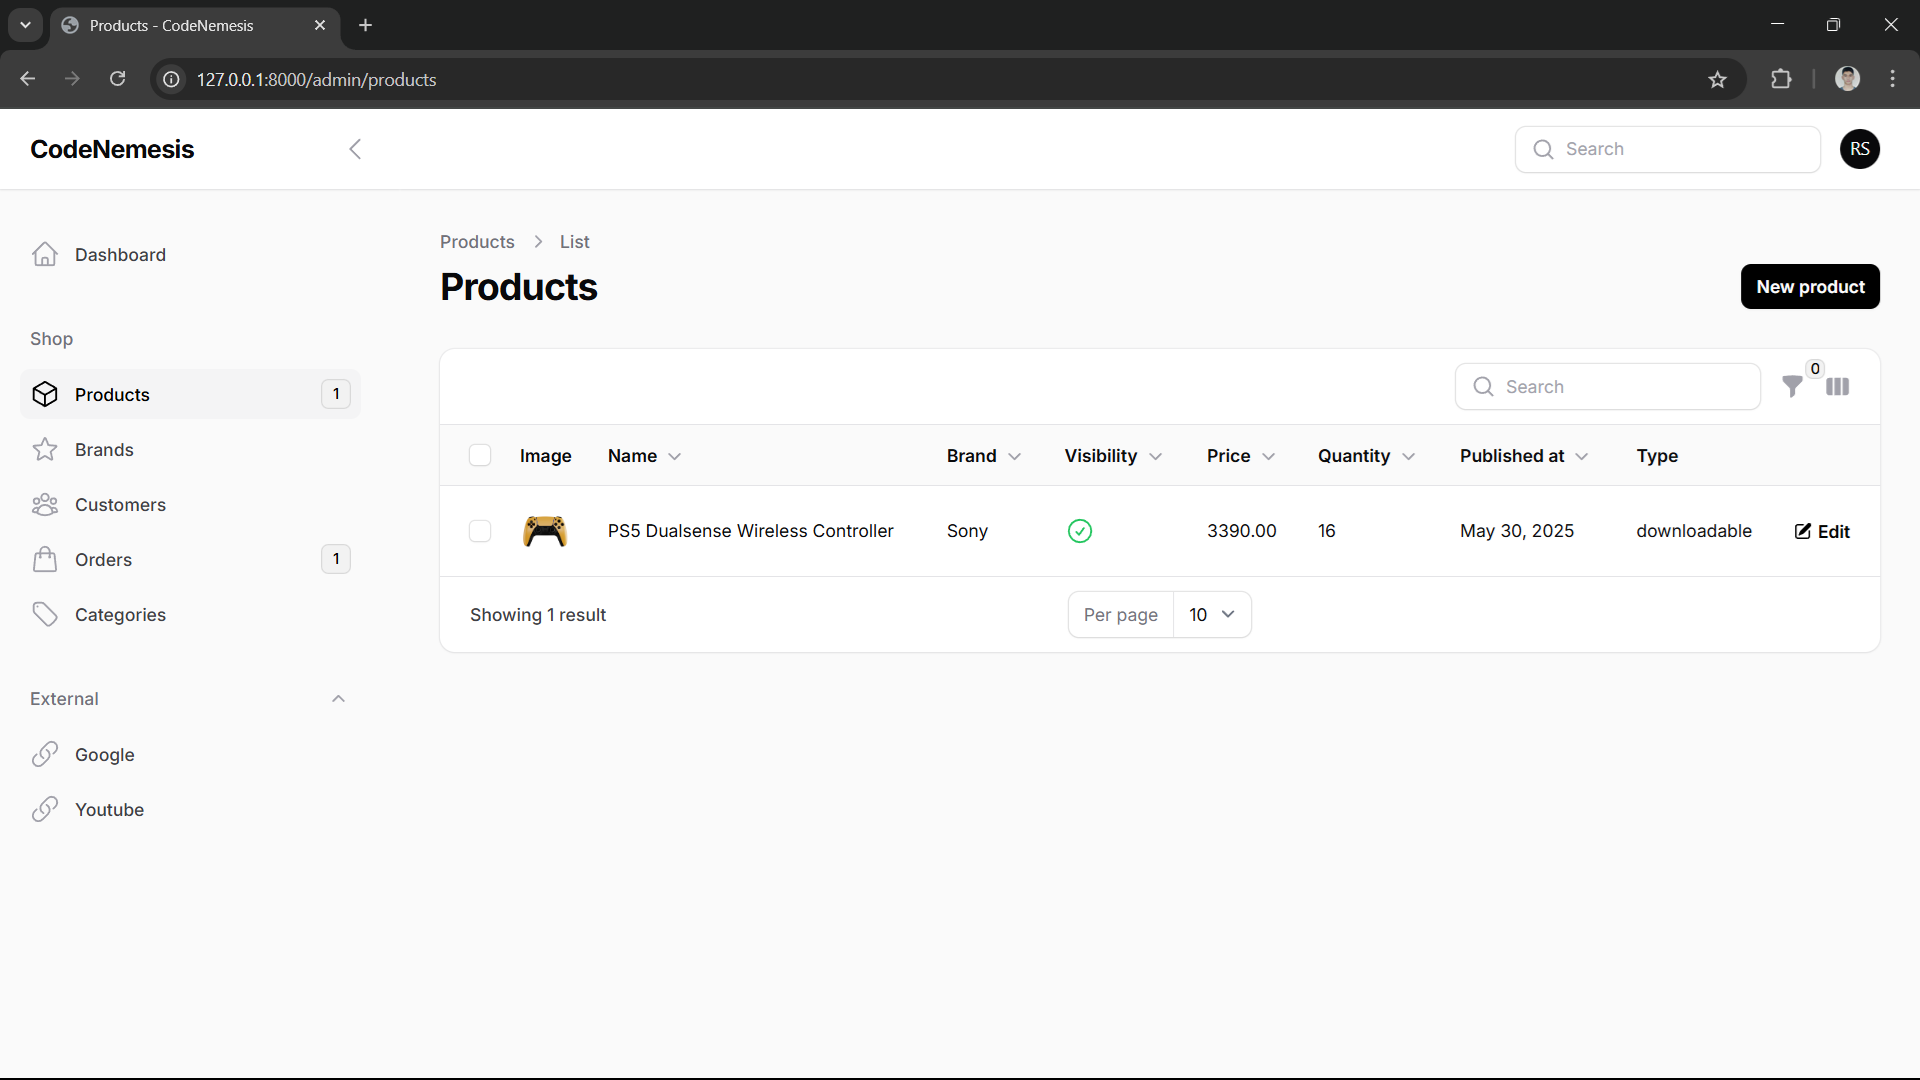 Products - CodeNemesis
127.0.0.1:8000/admin/products
CodeNemesis
Search
RS
Dashboard
Shop
Products 1
Brands
Customers
Orders 1
Categories
External
Google
Youtube
Products > List
Products
New product
Search
0
Image Name Brand Visibility Price Quantity Published at Type
PS5 Dualsense Wireless Controller Sony 3390.00 16 May 30, 2025 downloadable Edit
Showing 1 result
Per page 10